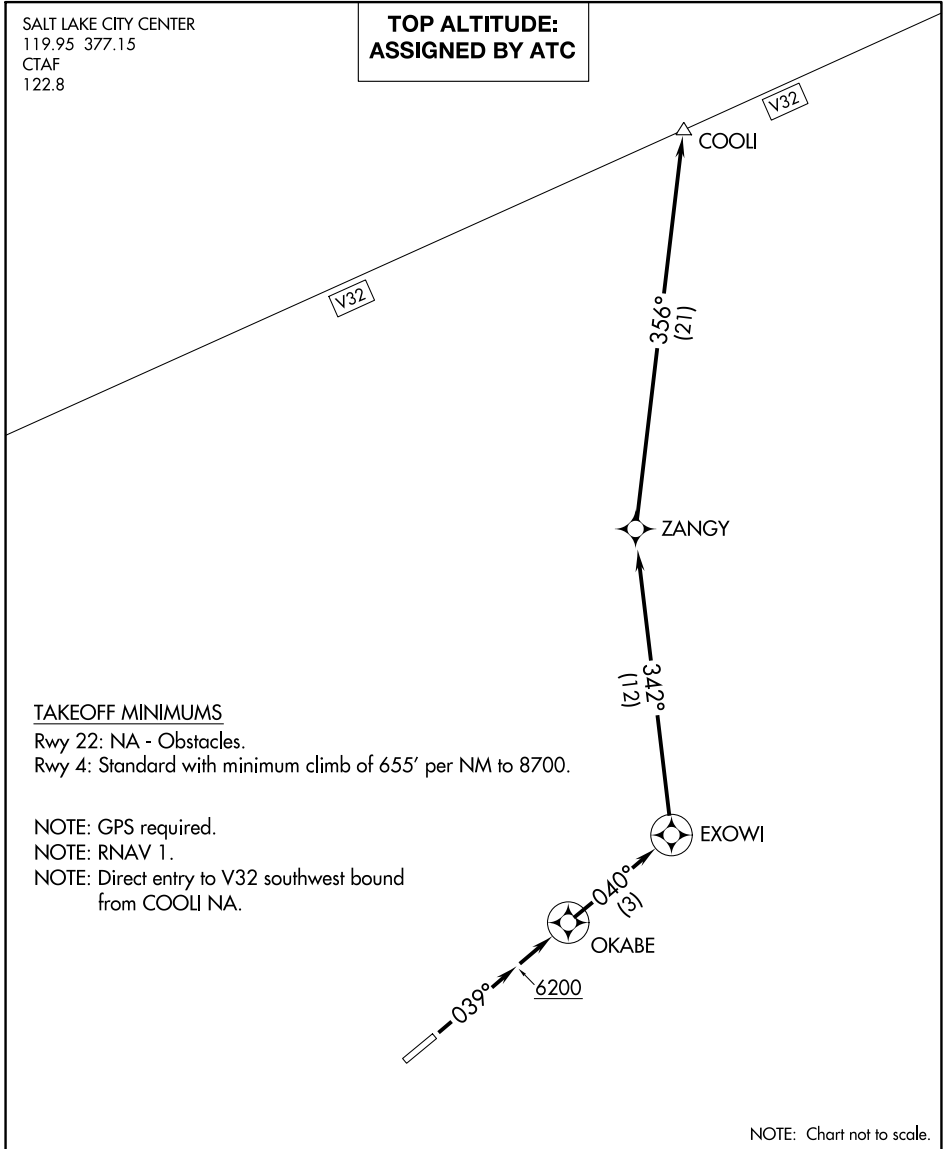 SALT LAKE CITY CENTER
119.95 377.15
CTAF
122.8
TOP ALTITUDE:
ASSIGNED BY ATC
V32
COOLI
V32
356°
(21)
ZANGY
342°
(12)
TAKEOFF MINIMUMS
Rwy 22: NA - Obstacles.
Rwy 4: Standard with minimum climb of 655' per NM to 8700.
NOTE: GPS required.
NOTE: RNAV 1.
NOTE: Direct entry to V32 southwest bound
from COOLI NA.
EXOWI
040°
(3)
OKABE
6200
039°
NOTE: Chart not to scale.